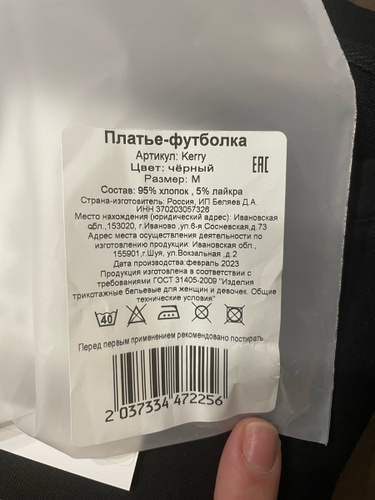 Платье-футболка
Артикул: Kerry
Цвет: чёрный
Размер: М
EAC
Состав: 95% хлопок , 5% лайкра
Страна-изготовитель: Россия, ИП Беляев Д.А.
ИНН 370203057326
Место нахождения (юридический адрес): Ивановская
обл.,153020, г.Иваново ,ул.6-я Сосневская,д.73
Адрес места осуществления деятельности по
изготовлению продукции: Ивановская обл.,
155901,г.Шуя, ул.Вокзальная ,д.2
Дата производства:февраль 2023
Продукция изготовлена в соответствии с
требованиями ГОСТ 31405-2009 "Изделия
трикотажные бельевые для женщин и девочек. Общие
технические условия"
40
Перед первым применением рекомендовано постирать
2 037334 472256